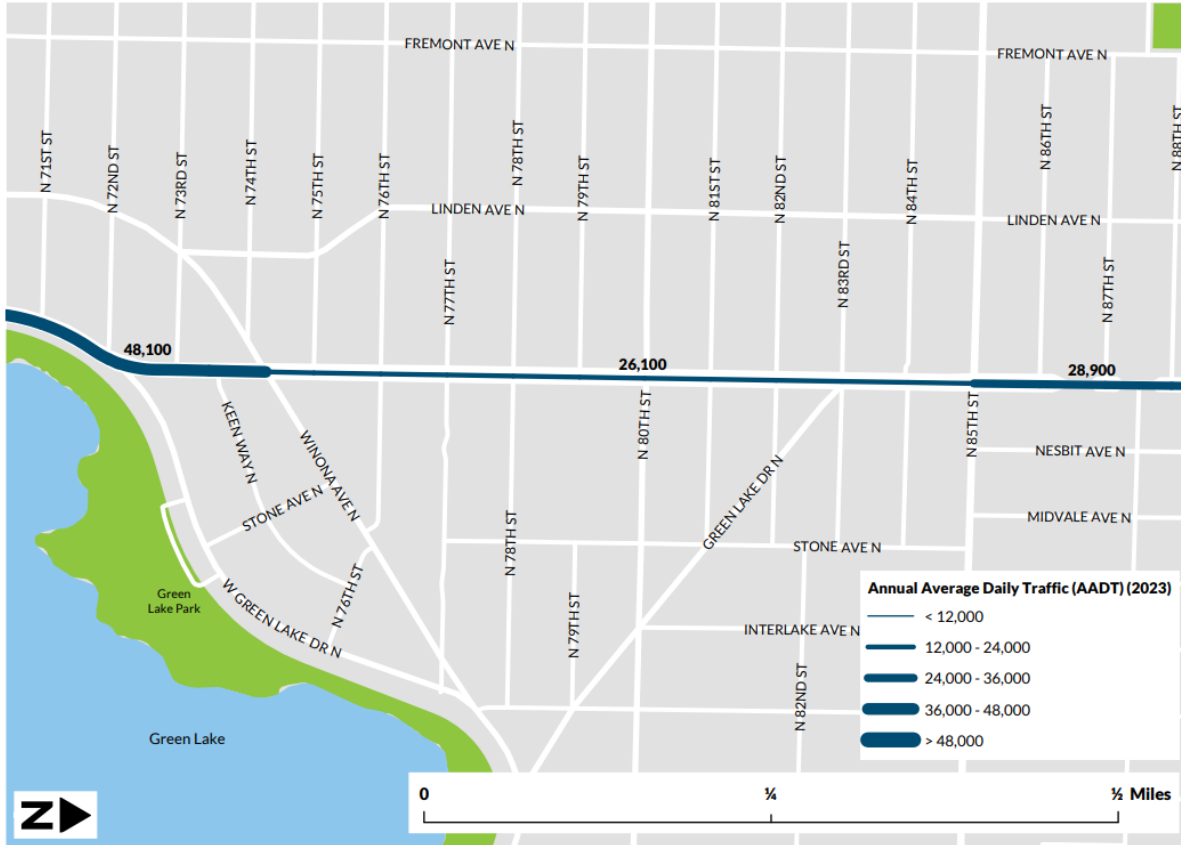 FREMONT AVE N
FREMONT AVE N
N 71ST ST
N 72ND ST
N 73RD ST
N 74TH ST
N 75TH ST
N 76TH ST
N 78TH ST
N 79TH ST
N 81ST ST
N 82ND ST
N 84TH ST
N 86TH ST
N 88TH ST
LINDEN AVE N
LINDEN AVE N
N 77TH ST
N 83RD ST
N 87TH ST
48,100
26,100
28,900
KEEN WAY N
WINONA AVE N
N 80TH ST
N 85TH ST
NESBIT AVE N
STONE AVE N
GREEN LAKE DR N
MIDVALE AVE N
N 78TH ST
STONE AVE N
Green
Lake Park
N 76TH ST
W GREEN LAKE DR N
N 79TH ST
INTERLAKE AVE N
N 82ND ST
Green Lake
Annual Average Daily Traffic (AADT) (2023)
< 12,000
12,000 - 24,000
24,000 - 36,000
36,000 - 48,000
> 48,000
0 ¼ ½ Miles
N